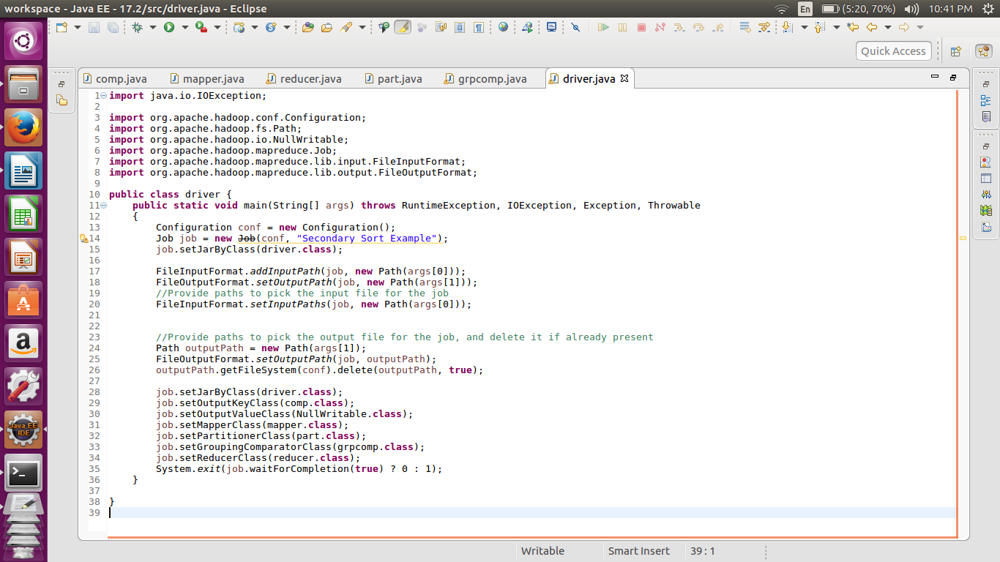 workspace - Java EE - 17.2/src/driver.java - Eclipse
En
(5:20, 70%)
10:41 PM
Quick Access
comp.java
mapper.java
reducer.java
part.java
grpcomp.java
driver.java
1 import java.io.IOException;
2
3 import org.apache.hadoop.conf.Configuration;
4 import org.apache.hadoop.fs.Path;
5 import org.apache.hadoop.io.NullWritable;
6 import org.apache.hadoop.mapreduce.Job;
7 import org.apache.hadoop.mapreduce.lib.input.FileInputFormat;
8 import org.apache.hadoop.mapreduce.lib.output.FileOutputFormat;
9
10 public class driver {
11     public static void main(String[] args) throws RuntimeException, IOException, Exception, Throwable
12     {
13         Configuration conf = new Configuration();
14         Job job = new Job(conf, "Secondary Sort Example");
15         job.setJarByClass(driver.class);
16
17         FileInputFormat.addInputPath(job, new Path(args[0]));
18         FileOutputFormat.setOutputPath(job, new Path(args[1]));
19         //Provide paths to pick the input file for the job
20         FileInputFormat.setInputPaths(job, new Path(args[0]));
21
22
23         //Provide paths to pick the output file for the job, and delete it if already present
24         Path outputPath = new Path(args[1]);
25         FileOutputFormat.setOutputPath(job, outputPath);
26         outputPath.getFileSystem(conf).delete(outputPath, true);
27
28         job.setJarByClass(driver.class);
29         job.setOutputKeyClass(comp.class);
30         job.setOutputValueClass(NullWritable.class);
31         job.setMapperClass(mapper.class);
32         job.setPartitionerClass(part.class);
33         job.setGroupingComparatorClass(grpcomp.class);
34         job.setReducerClass(reducer.class);
35         System.exit(job.waitForCompletion(true) ? 0 : 1);
36     }
37
38 }
39
Java EE
IDE
Writable
Smart Insert
39 : 1